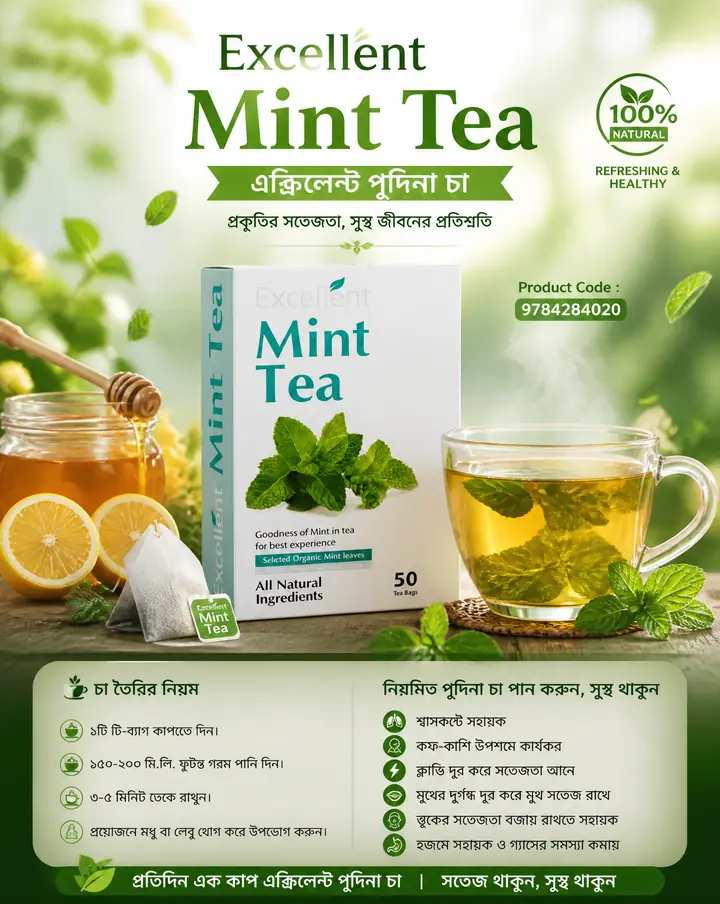 Excellent
Mint Tea
এক্সিলেন্ট পুদিনা চা
প্রকৃতির সতেজতা, সুস্থ জীবনের প্রতিশ্রুতি
100%
NATURAL
REFRESHING &
HEALTHY
Product Code :
9784284020
Excellent
Mint
Tea
Goodness of Mint in tea
for best experience
Selected Organic Mint leaves
All Natural
Ingredients
50
Tea Bags
Excellent Mint Tea
Excellent
Mint
Tea
চা তৈরির নিয়ম
১টি টি-ব্যাগ কাপতে দিন।
১৫০-২০০ মি.লি. ফুটন্ত গরম পানি দিন।
৩-৫ মিনিট তেকে রাখুন।
প্রয়োজনে মধু বা লেবু থোগ করে উপভোগ করুন।
নিয়মিত পুদিনা চা পান করুন, সুস্থ থাকুন
শ্বাসকষ্টে সহায়ক
কফ-কাশি উপশমে কার্যকর
ক্লান্তি দুর করে সতেজতা আনে
মুখের দুর্গন্ধ দুর করে মুখ সতেজ রাখে
ত্বকের সতেজতা বজায় রাখতে সহায়ক
হজমে সহায়ক ও গ্যাসের সমস্যা কমায়
প্রতিদিন এক কাপ এক্সিলেন্ট পুদিনা চা | সতেজ থাকুন, সুস্থ থাকুন